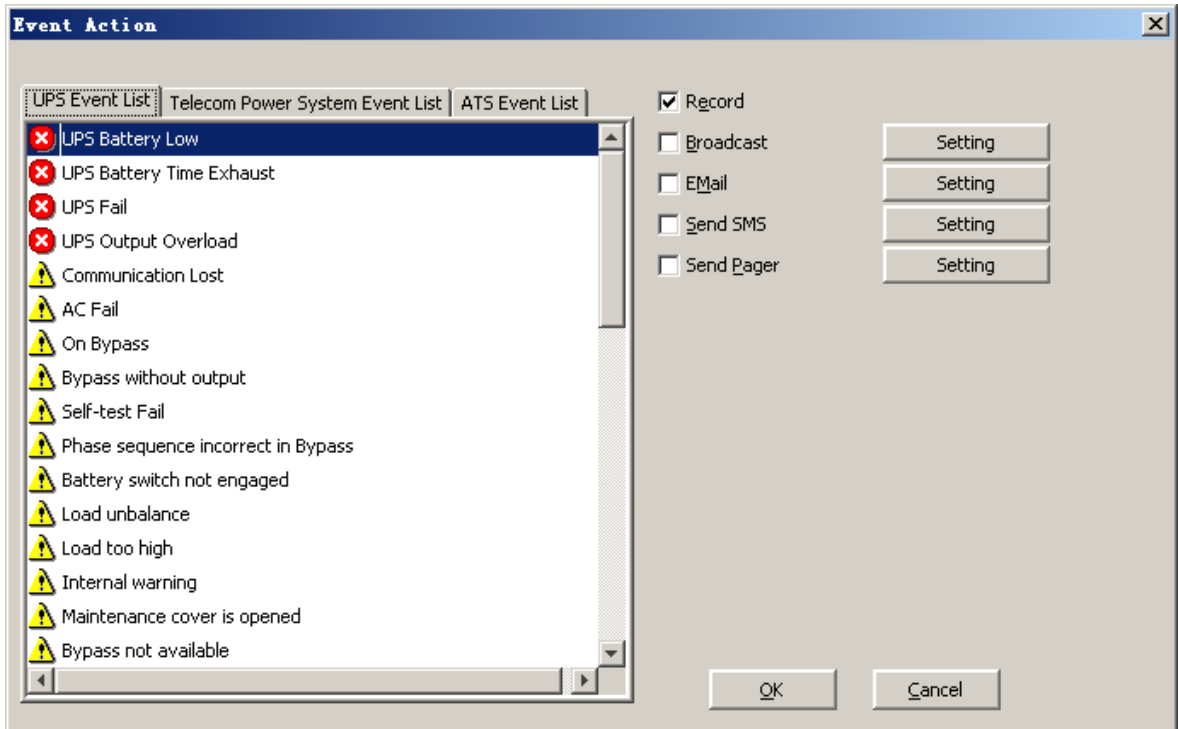 Event Action
UPS Event List
Telecom Power System Event List
ATS Event List
UPS Battery Low
UPS Battery Time Exhaust
UPS Fail
UPS Output Overload
Communication Lost
AC Fail
On Bypass
Bypass without output
Self-test Fail
Phase sequence incorrect in Bypass
Battery switch not engaged
Load unbalance
Load too high
Internal warning
Maintenance cover is opened
Bypass not available
Record
Broadcast
Setting
EMail
Setting
Send SMS
Setting
Send Pager
Setting
OK
Cancel